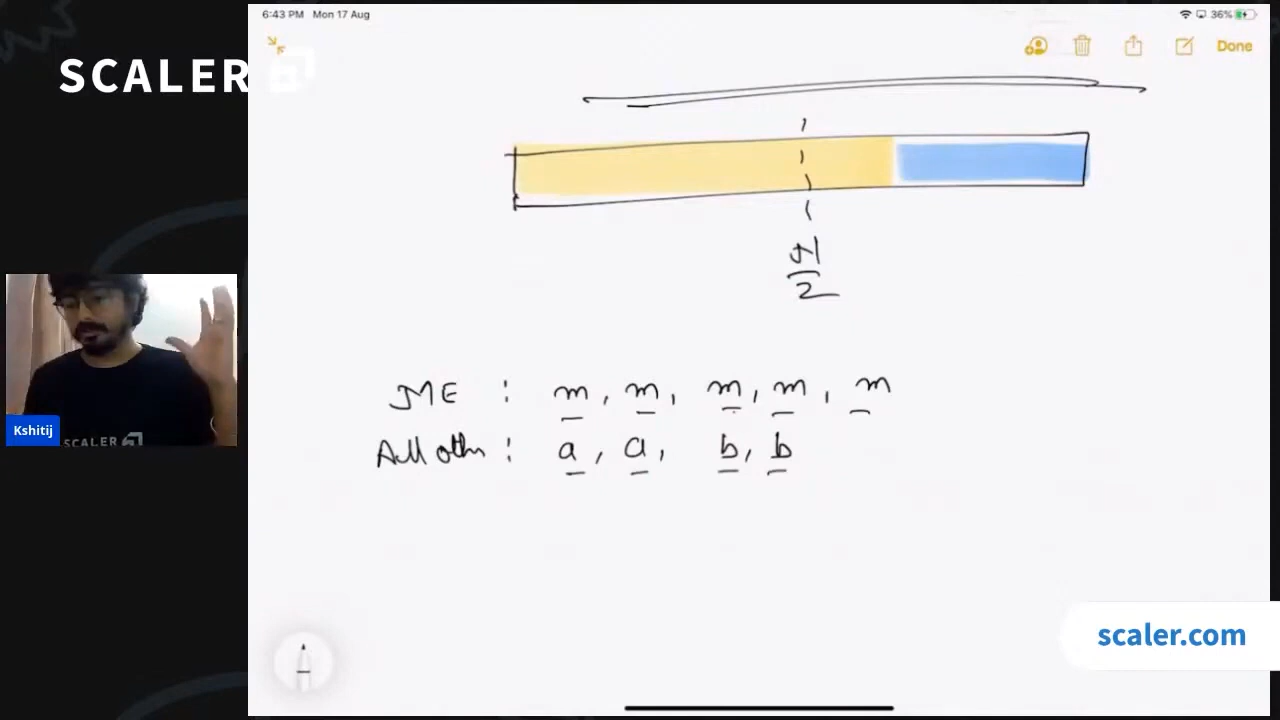 6:43 PM Mon 17 Aug
36%
Done
SCALER
N
2
ME : m, m, m, m, m
All oth : a, a, b, b
Kshitij
SCALER
scaler.com